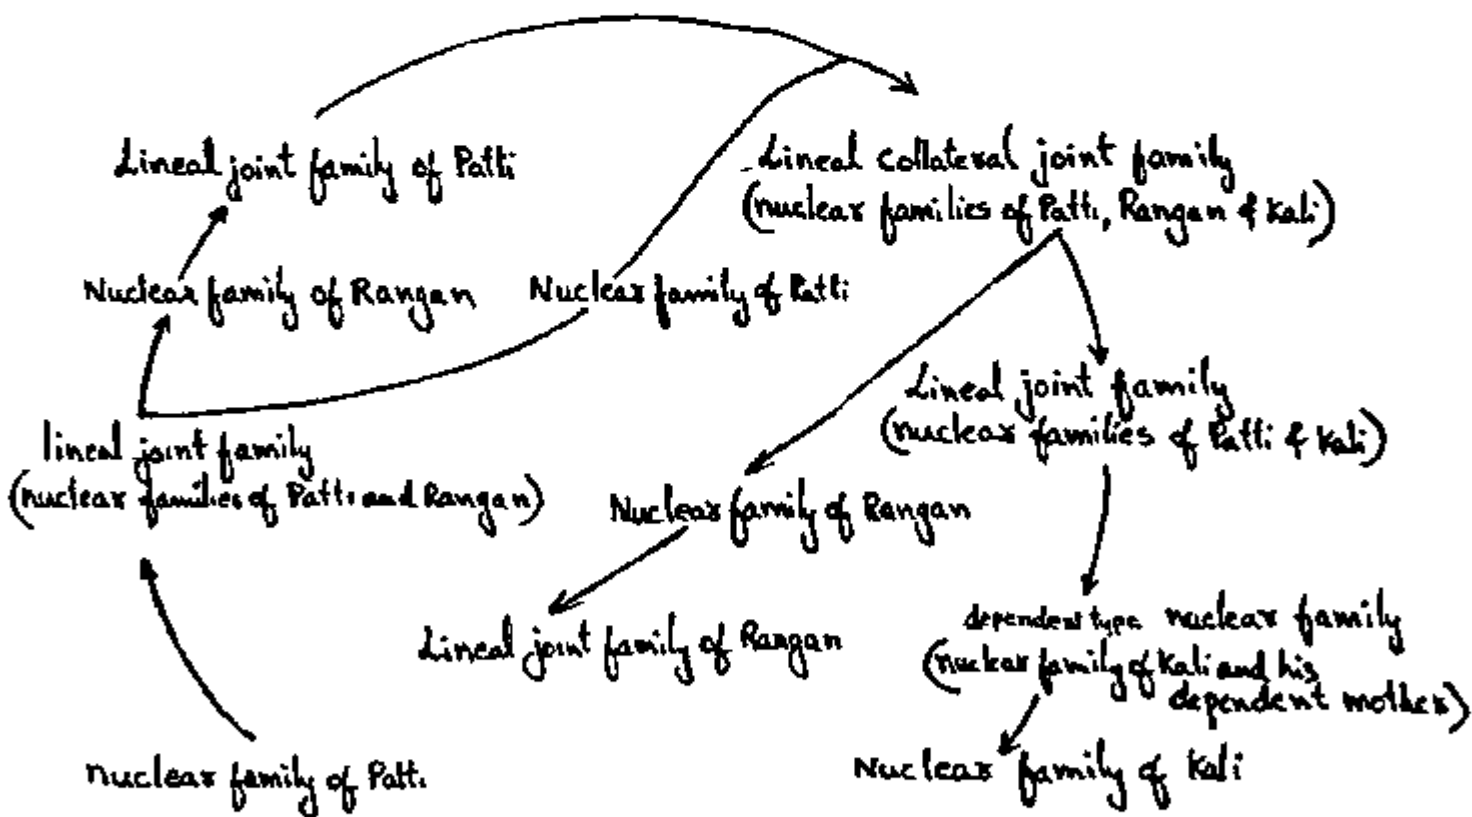 Lineal joint family of Patti
Lineal collateral joint family
(nuclear families of Patti, Rangan & Kali)
Nuclear family of Rangan
Nuclear family of Patti
Lineal joint family
(nuclear families of Patti & Kali)
lineal joint family
(nuclear families of Patti and Rangan)
Nuclear family of Rangan
Lineal joint family of Rangan
dependent type nuclear family
(nuclear family of Kali and his
dependent mother)
nuclear family of Patti
Nuclear family of Kali